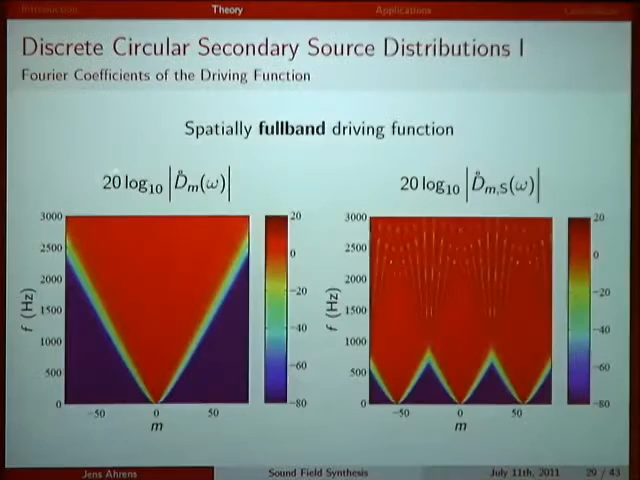 Introduction Theory Applications Conclusions
Discrete Circular Secondary Source Distributions I
Fourier Coefficients of the Driving Function
Spatially fullband driving function
20 log₁₀ |D̊ₘ(ω)| 20 log₁₀ |D̊ₘ,S(ω)|
3000 20 3000 20
2500 0 2500 0
2000 −20 2000 −20
f (Hz) 1500 −40 f (Hz) 1500 −40
1000 1000
500 −60 500 −60
0 −80 0 −80
−50 0 50 −50 0 50
m m
Jens Ahrens Sound Field Synthesis July 11th, 2011 29 / 43